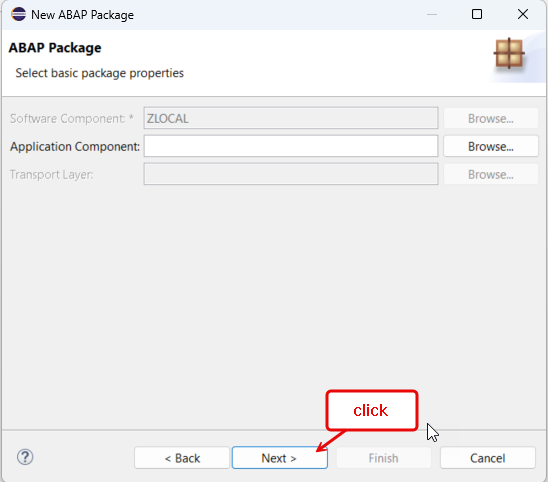 New ABAP Package
ABAP Package
Select basic package properties
Software Component: * ZLOCAL Browse...
Application Component: Browse...
Transport Layer: Browse...
click
? < Back Next > Finish Cancel